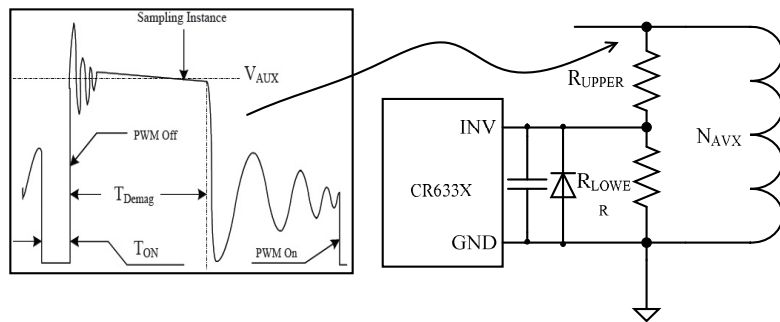 Sampling Instance
VAUX
PWM Off
TDemag
TON
PWM On
RUPPER
INV
NAVX
CR633X
RLOWE
R
GND